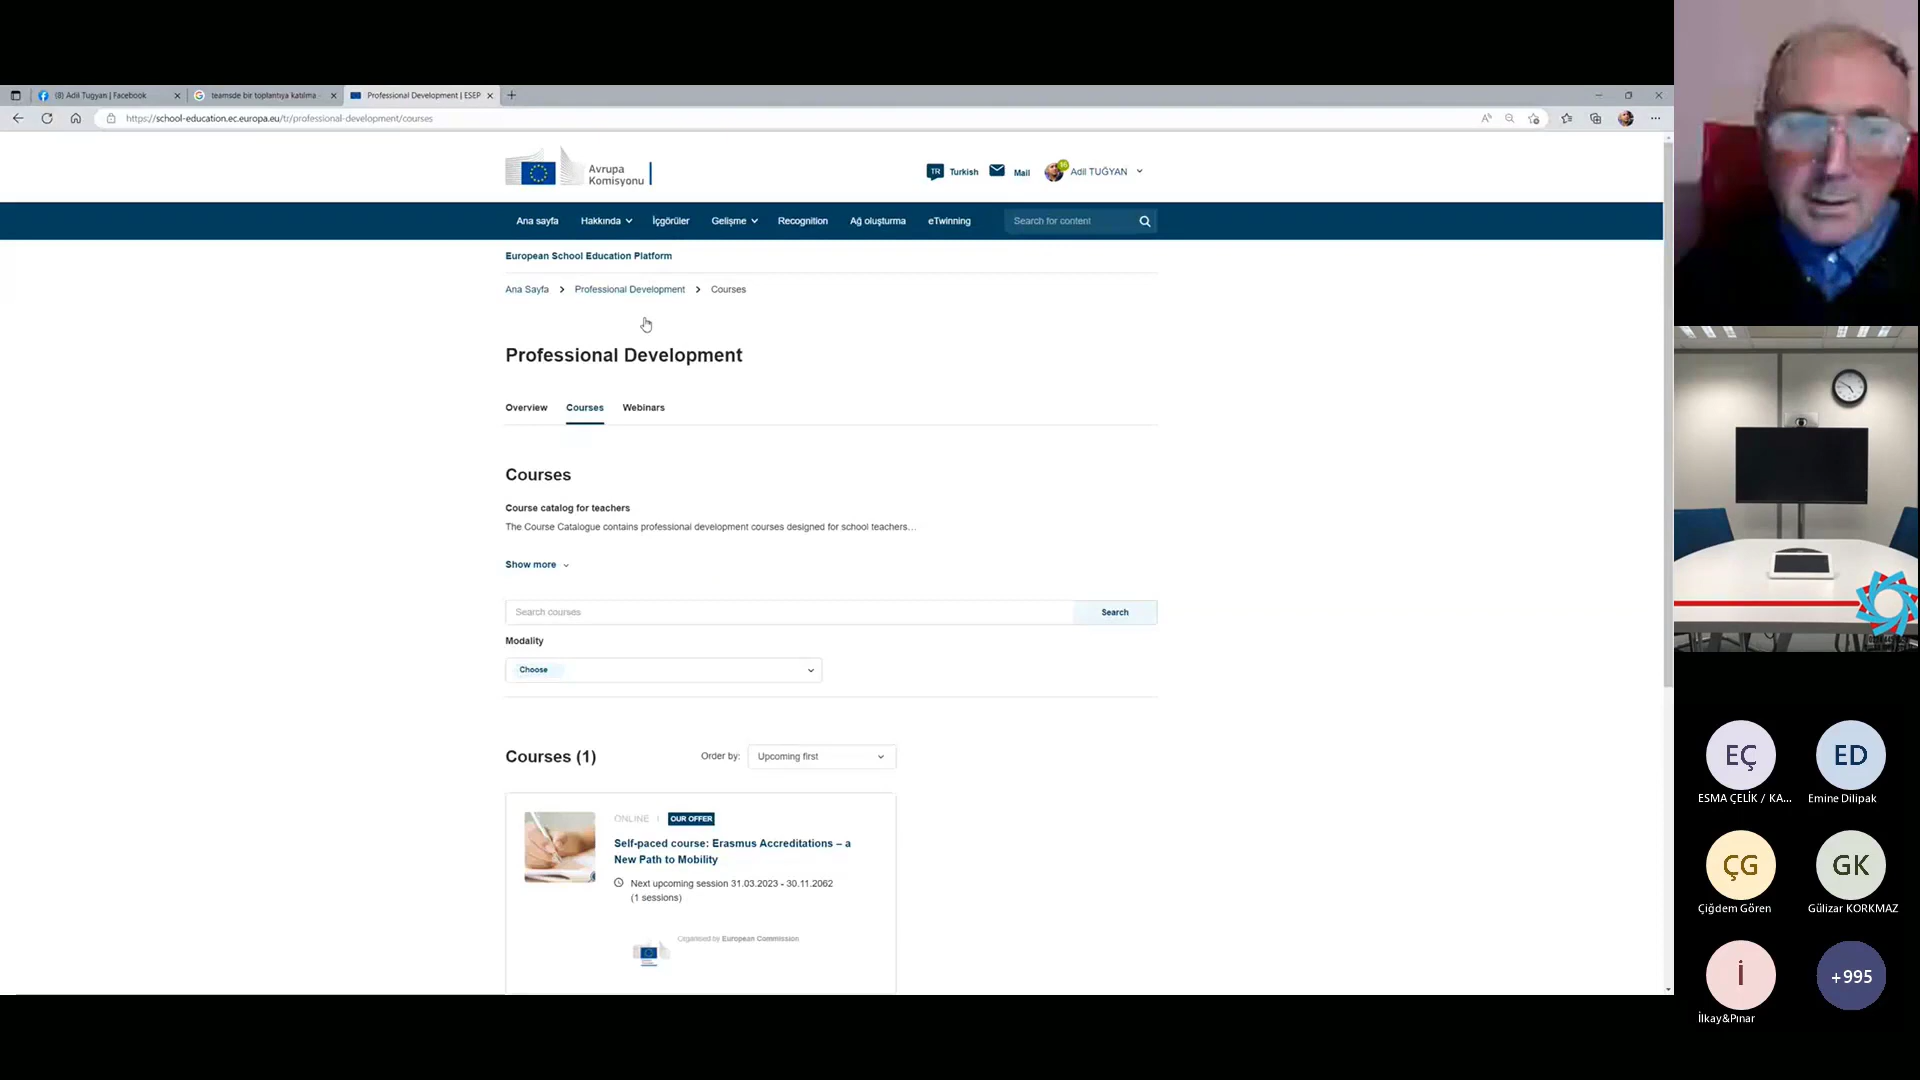 (8) Adil Tugyan | Facebook
teamsde bir toplantıya katılma
Professional Development | ESEP
https://school-education.ec.europa.eu/tr/professional-development/courses
Avrupa
Komisyonu
TR Turkish
Mail
Adil TUĞYAN
Ana sayfa
Hakkında
İçgörüler
Gelişme
Recognition
Ağ oluşturma
eTwinning
Search for content
European School Education Platform
Ana Sayfa > Professional Development > Courses
Professional Development
Overview
Courses
Webinars
Courses
Course catalog for teachers
The Course Catalogue contains professional development courses designed for school teachers…
Show more
Search courses
Search
Modality
Choose
Courses (1)
Order by:
Upcoming first
ONLINE | OUR OFFER
Self-paced course: Erasmus Accreditations – a
New Path to Mobility
Next upcoming session 31.03.2023 - 30.11.2062
(1 sessions)
Organised by European Commission
EÇ
ESMA ÇELİK / KA...
ED
Emine Dilipak
ÇG
Çiğdem Gören
GK
Gülizar KORKMAZ
İ
İlkay&Pınar
+995